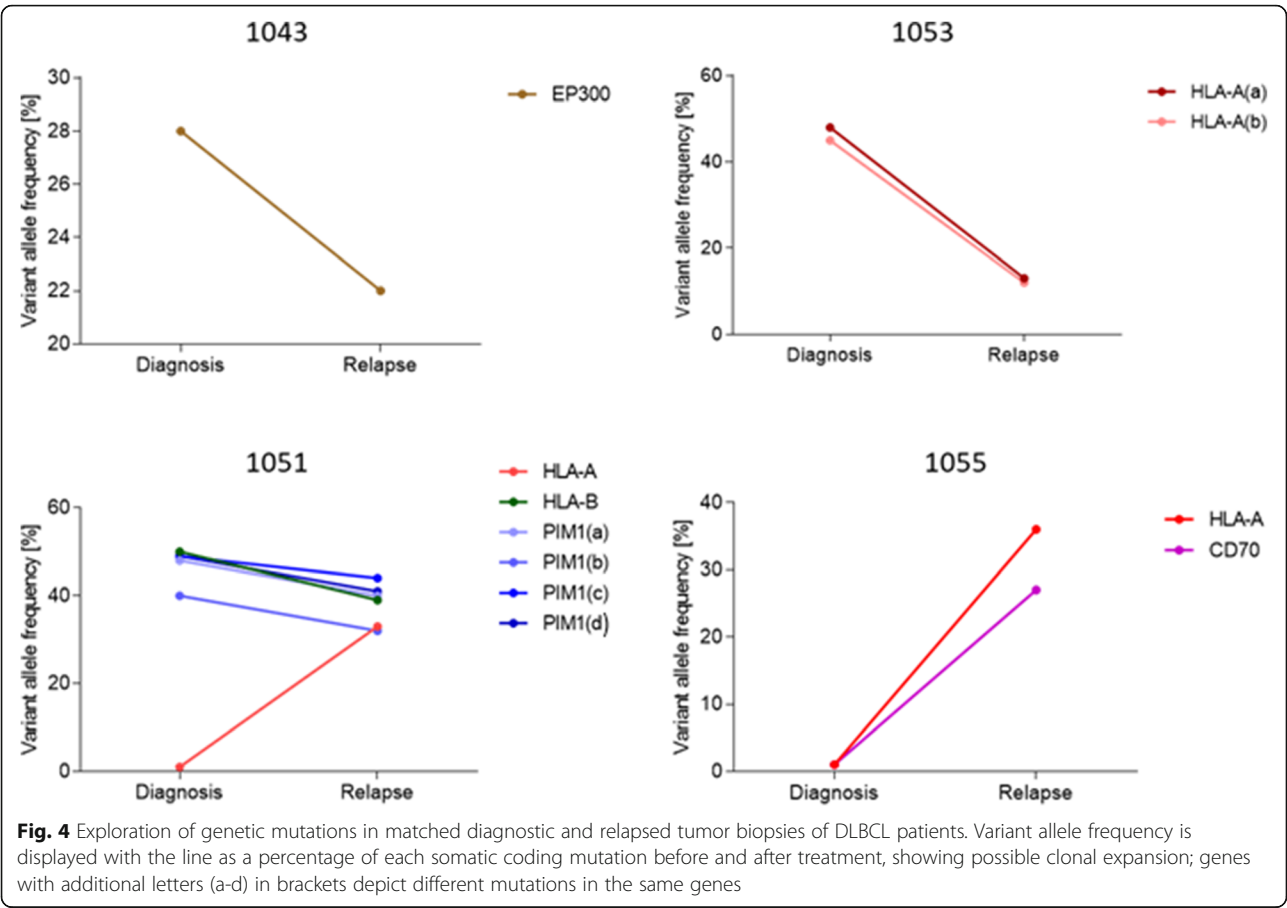 1043
Variant allele frequency [%]
30
28
26
24
22
20
Diagnosis
Relapse
EP300
1053
Variant allele frequency [%]
60
40
20
0
Diagnosis
Relapse
HLA-A(a)
HLA-A(b)
1051
Variant allele frequency [%]
60
40
20
0
Diagnosis
Relapse
HLA-A
HLA-B
PIM1(a)
PIM1(b)
PIM1(c)
PIM1(d)
1055
Variant allele frequency [%]
40
30
20
10
0
Diagnosis
Relapse
HLA-A
CD70
Fig. 4 Exploration of genetic mutations in matched diagnostic and relapsed tumor biopsies of DLBCL patients. Variant allele frequency is
displayed with the line as a percentage of each somatic coding mutation before and after treatment, showing possible clonal expansion; genes
with additional letters (a-d) in brackets depict different mutations in the same genes